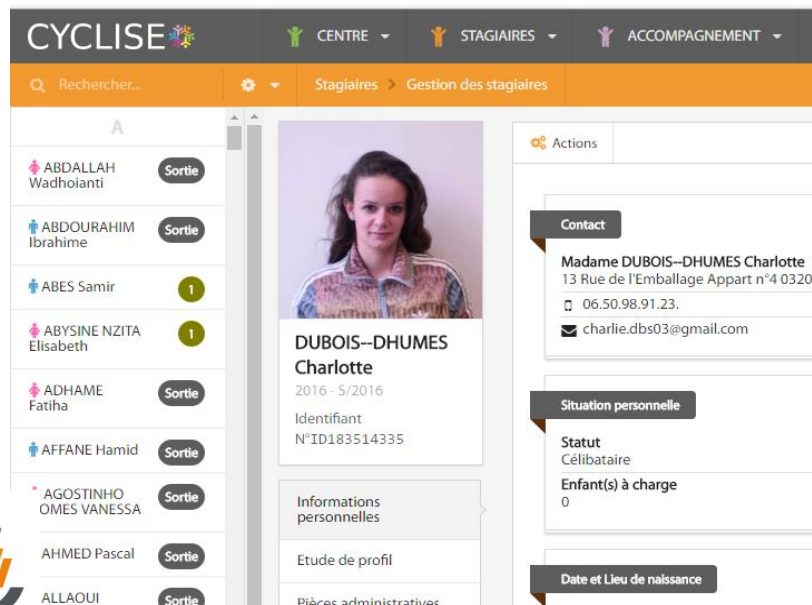 CYCLISE
CENTRE
STAGIAIRES
ACCOMPAGNEMENT
Rechercher...
Stagiaires > Gestion des stagiaires
A
ABDALLAH
Wadhoianti
Sortie
ABDOURAHIM
Ibrahime
Sortie
ABES Samir
1
ABYSINE NZITA
Elisabeth
1
ADHAME
Fatiha
Sortie
AFFANE Hamid
Sortie
AGOSTINHO
OMES VANESSA
Sortie
AHMED Pascal
Sortie
ALLAOUI
Sortie
DUBOIS--DHUMES
Charlotte
2016 - S/2016
Identifiant
N°ID183514335
Informations
personnelles
Etude de profil
Pièces administratives
Actions
Contact
Madame DUBOIS--DHUMES Charlotte
13 Rue de l'Emballage Appart n°4 0320
06.50.98.91.23.
charlie.dbs03@gmail.com
Situation personnelle
Statut
Célibataire
Enfant(s) à charge
0
Date et Lieu de naissance